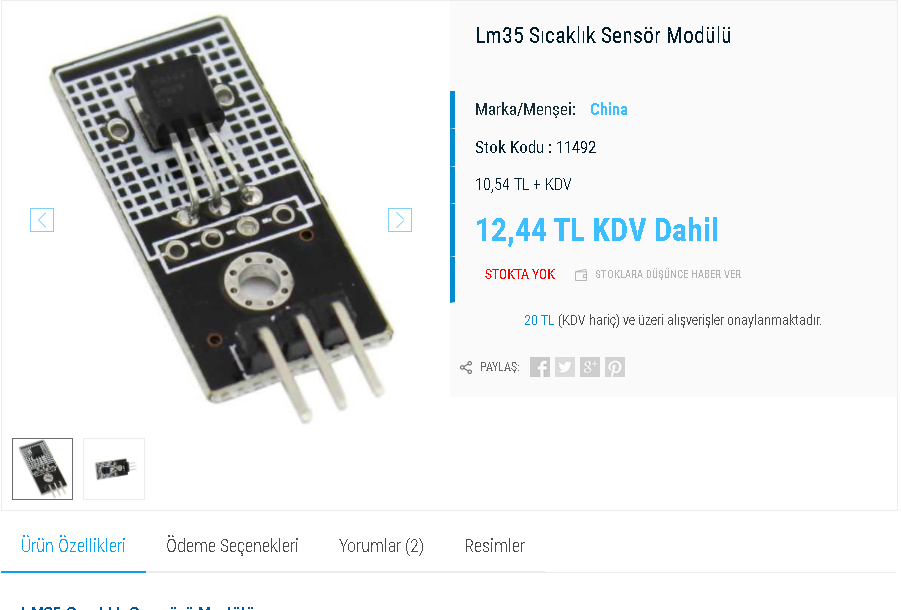 Lm35 Sıcaklık Sensör Modülü
Marka/Menşei: China
Stok Kodu : 11492
10,54 TL + KDV
12,44 TL KDV Dahil
STOKTA YOK STOKLARA DÜŞÜNCE HABER VER
20 TL (KDV hariç) ve üzeri alışverişler onaylanmaktadır.
PAYLAŞ:
Ürün Özellikleri Ödeme Seçenekleri Yorumlar (2) Resimler